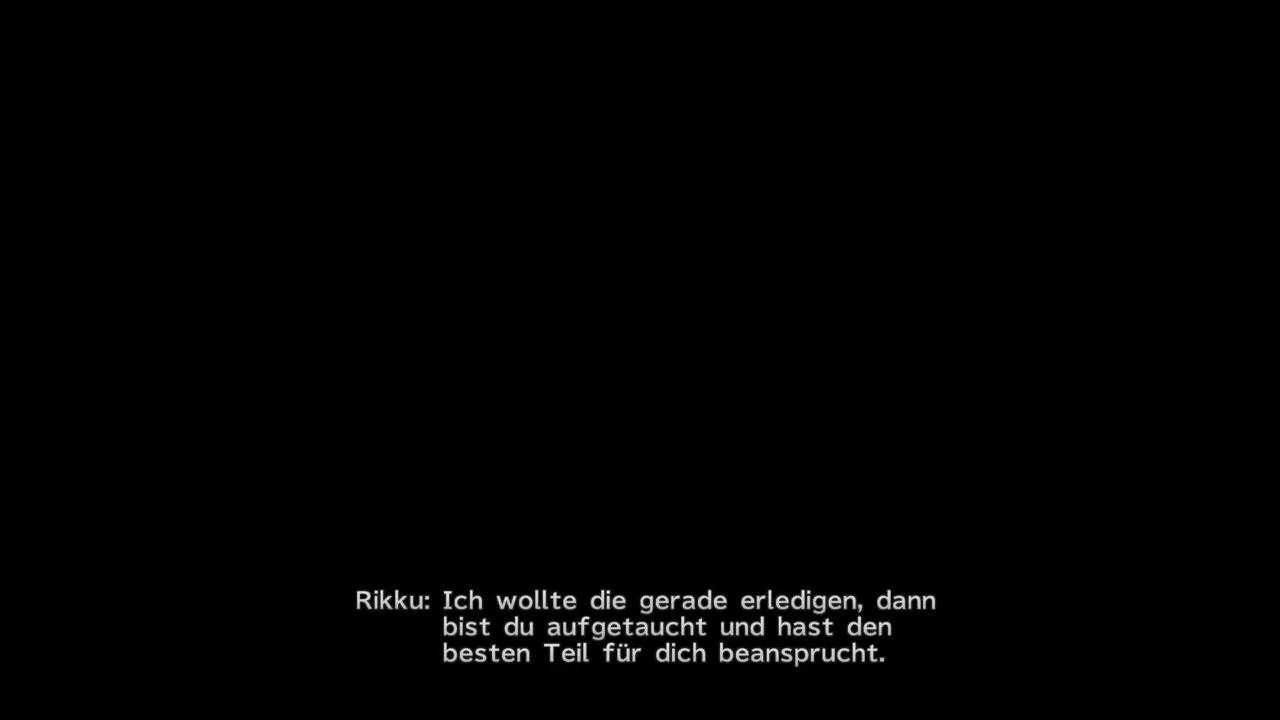 Rikku: Ich wollte die gerade erledigen, dann
bist du aufgetaucht und hast den
besten Teil für dich beansprucht.